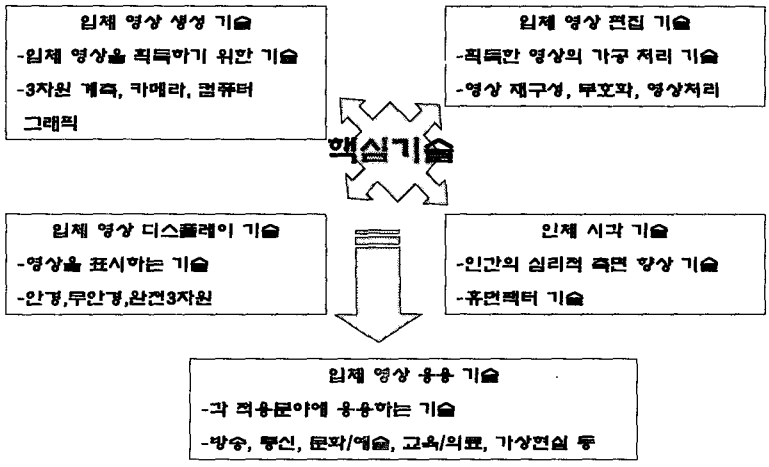 입체 영상 생성 기술
-입체 영상을 획득하기 위한 기술
-3차원 계측, 카메라, 컴퓨터
그래픽
입체 영상 편집 기술
-획득한 영상의 가공 처리 기술
-영상 재구성, 부호화, 영상처리
핵심기술
입체 영상 디스플레이 기술
-영상을 표시하는 기술
-안경,무안경,완전3차원
인체 시각 기술
-인간의 심리적 측면 향상 기술
-휴먼팩터 기술
입체 영상 응용 기술
-각 적용분야에 응용하는 기술
-방송, 통신, 문화/예술, 교육/의료, 가상현실 등